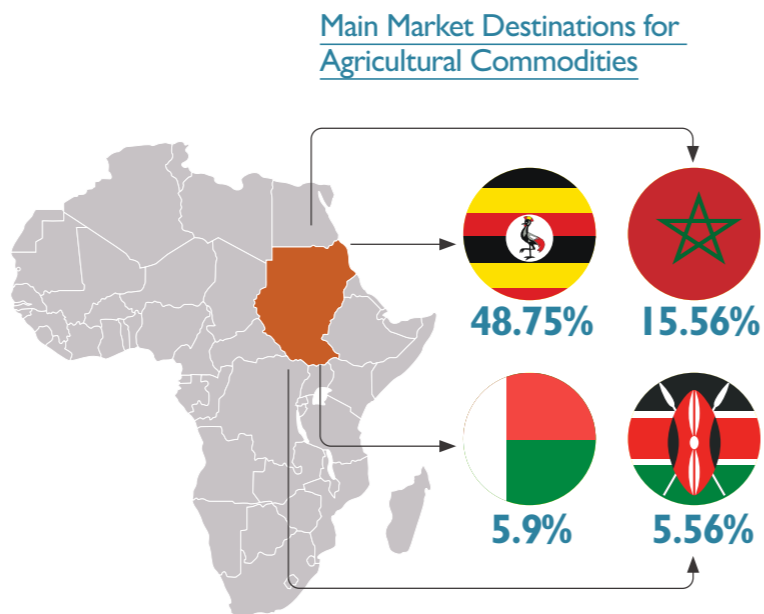 Main Market Destinations for
Agricultural Commodities
48.75%
15.56%
5.9%
5.56%